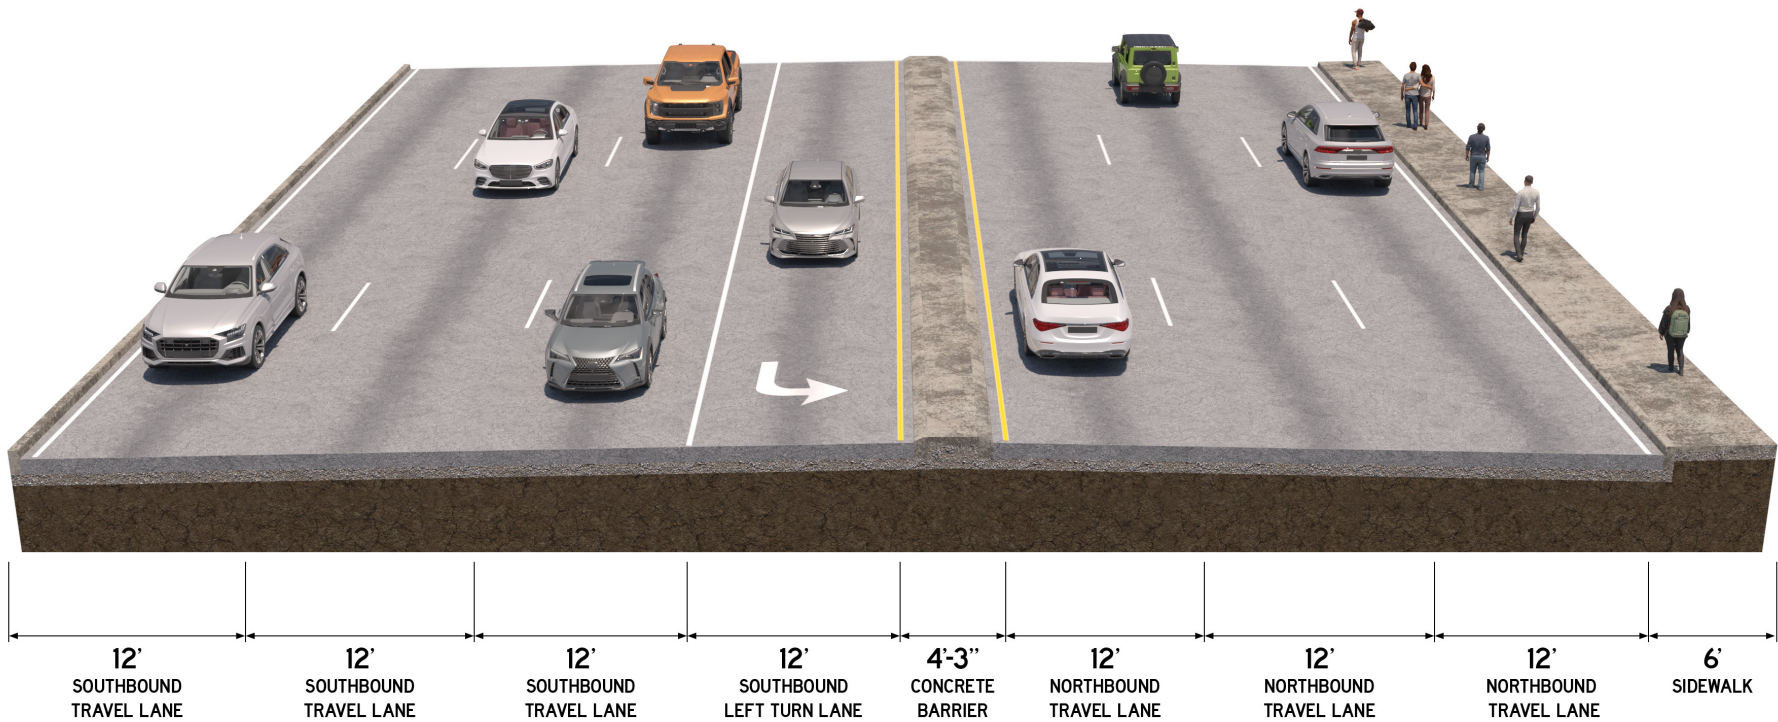 12’ 12’ 12’ 12’ 4’-3” 12’ 12’ 12’ 6’
SOUTHBOUND SOUTHBOUND SOUTHBOUND SOUTHBOUND CONCRETE NORTHBOUND NORTHBOUND NORTHBOUND SIDEWALK
TRAVEL LANE TRAVEL LANE TRAVEL LANE LEFT TURN LANE BARRIER TRAVEL LANE TRAVEL LANE TRAVEL LANE